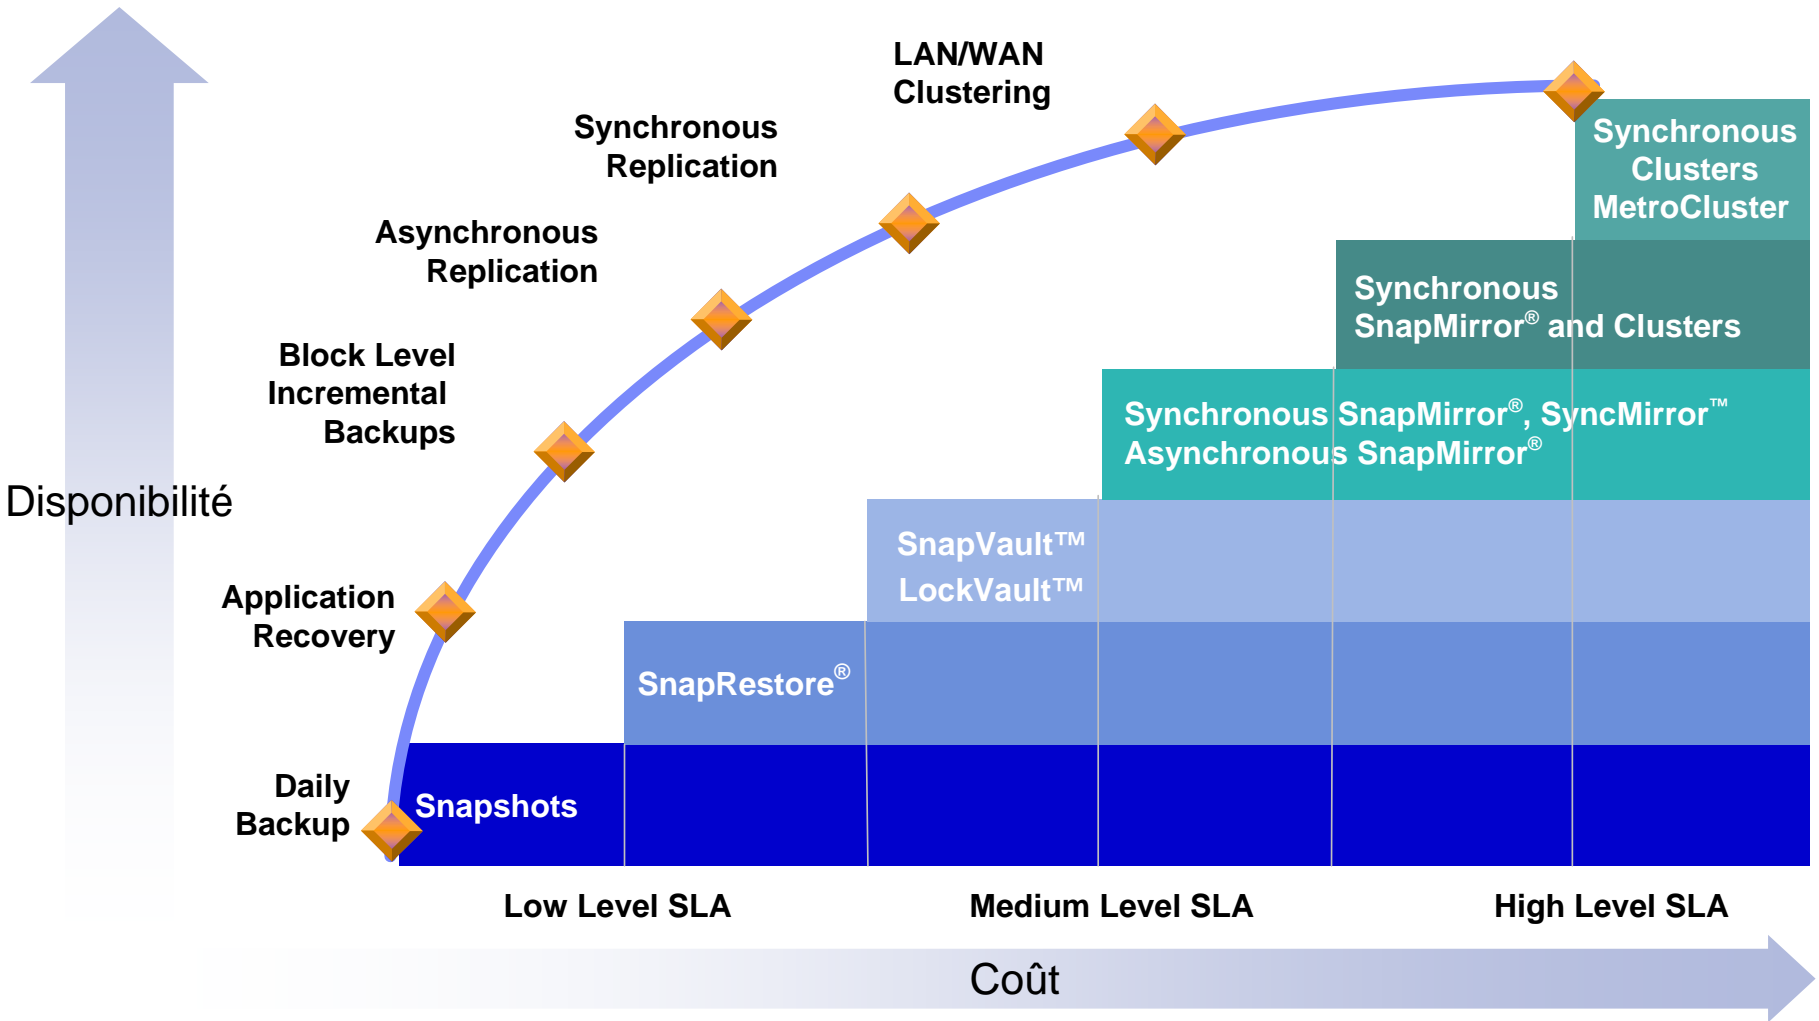 LAN/WAN
Clustering
Synchronous
Replication
Asynchronous
Replication
Block Level
Incremental
Backups
Disponibilité
Application
Recovery
Daily
Backup
Synchronous
Clusters
MetroCluster
Synchronous
SnapMirror® and Clusters
Synchronous SnapMirror®, SyncMirror™
Asynchronous SnapMirror®
SnapVault™
LockVault™
SnapRestore®
Snapshots
Low Level SLA
Medium Level SLA
High Level SLA
Coût